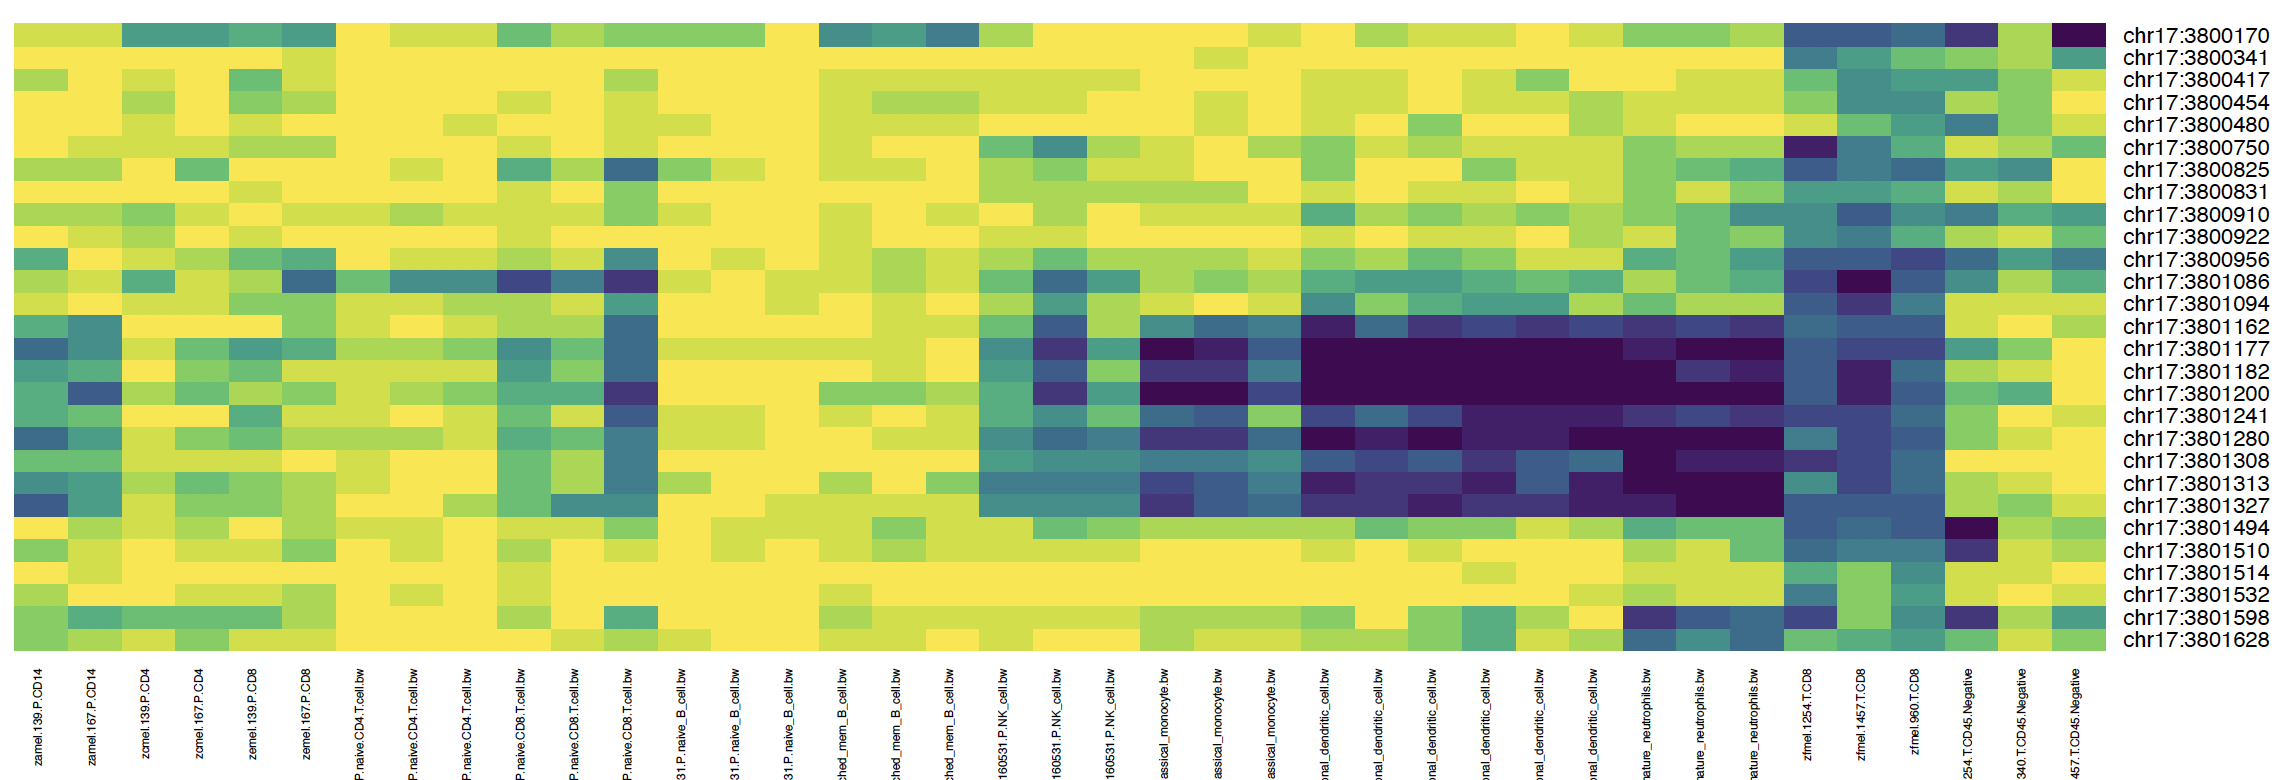 chr17:3800170
chr17:3800341
chr17:3800417
chr17:3800454
chr17:3800480
chr17:3800750
chr17:3800825
chr17:3800831
chr17:3800910
chr17:3800922
chr17:3800956
chr17:3801086
chr17:3801094
chr17:3801162
chr17:3801177
chr17:3801182
chr17:3801200
chr17:3801241
chr17:3801280
chr17:3801308
chr17:3801313
chr17:3801327
chr17:3801494
chr17:3801510
chr17:3801514
chr17:3801532
chr17:3801598
chr17:3801628
zamel.139.P.CD14
zamel.167.P.CD14
zomel.139.P.CD4
zomel.167.P.CD4
zemel.139.P.CD8
zemel.167.P.CD8
P.naive.CD4.T.cell.bw
P.naive.CD4.T.cell.bw
P.naive.CD4.T.cell.bw
P.naive.CD8.T.cell.bw
P.naive.CD8.T.cell.bw
P.naive.CD8.T.cell.bw
31.P.naive_B_cell.bw
31.P.naive_B_cell.bw
31.P.naive_B_cell.bw
ched_mem_B_cell.bw
ched_mem_B_cell.bw
ched_mem_B_cell.bw
160531.P.NK_cell.bw
160531.P.NK_cell.bw
160531.P.NK_cell.bw
assical_monocyte.bw
assical_monocyte.bw
assical_monocyte.bw
onal_dendritic_cell.bw
onal_dendritic_cell.bw
onal_dendritic_cell.bw
onal_dendritic_cell.bw
onal_dendritic_cell.bw
onal_dendritic_cell.bw
nature_neutrophils.bw
nature_neutrophils.bw
nature_neutrophils.bw
zfmel.1254.T.CD8
zfmel.1457.T.CD8
zfmel.960.T.CD8
254.T.CD45.Negative
340.T.CD45.Negative
457.T.CD45.Negative